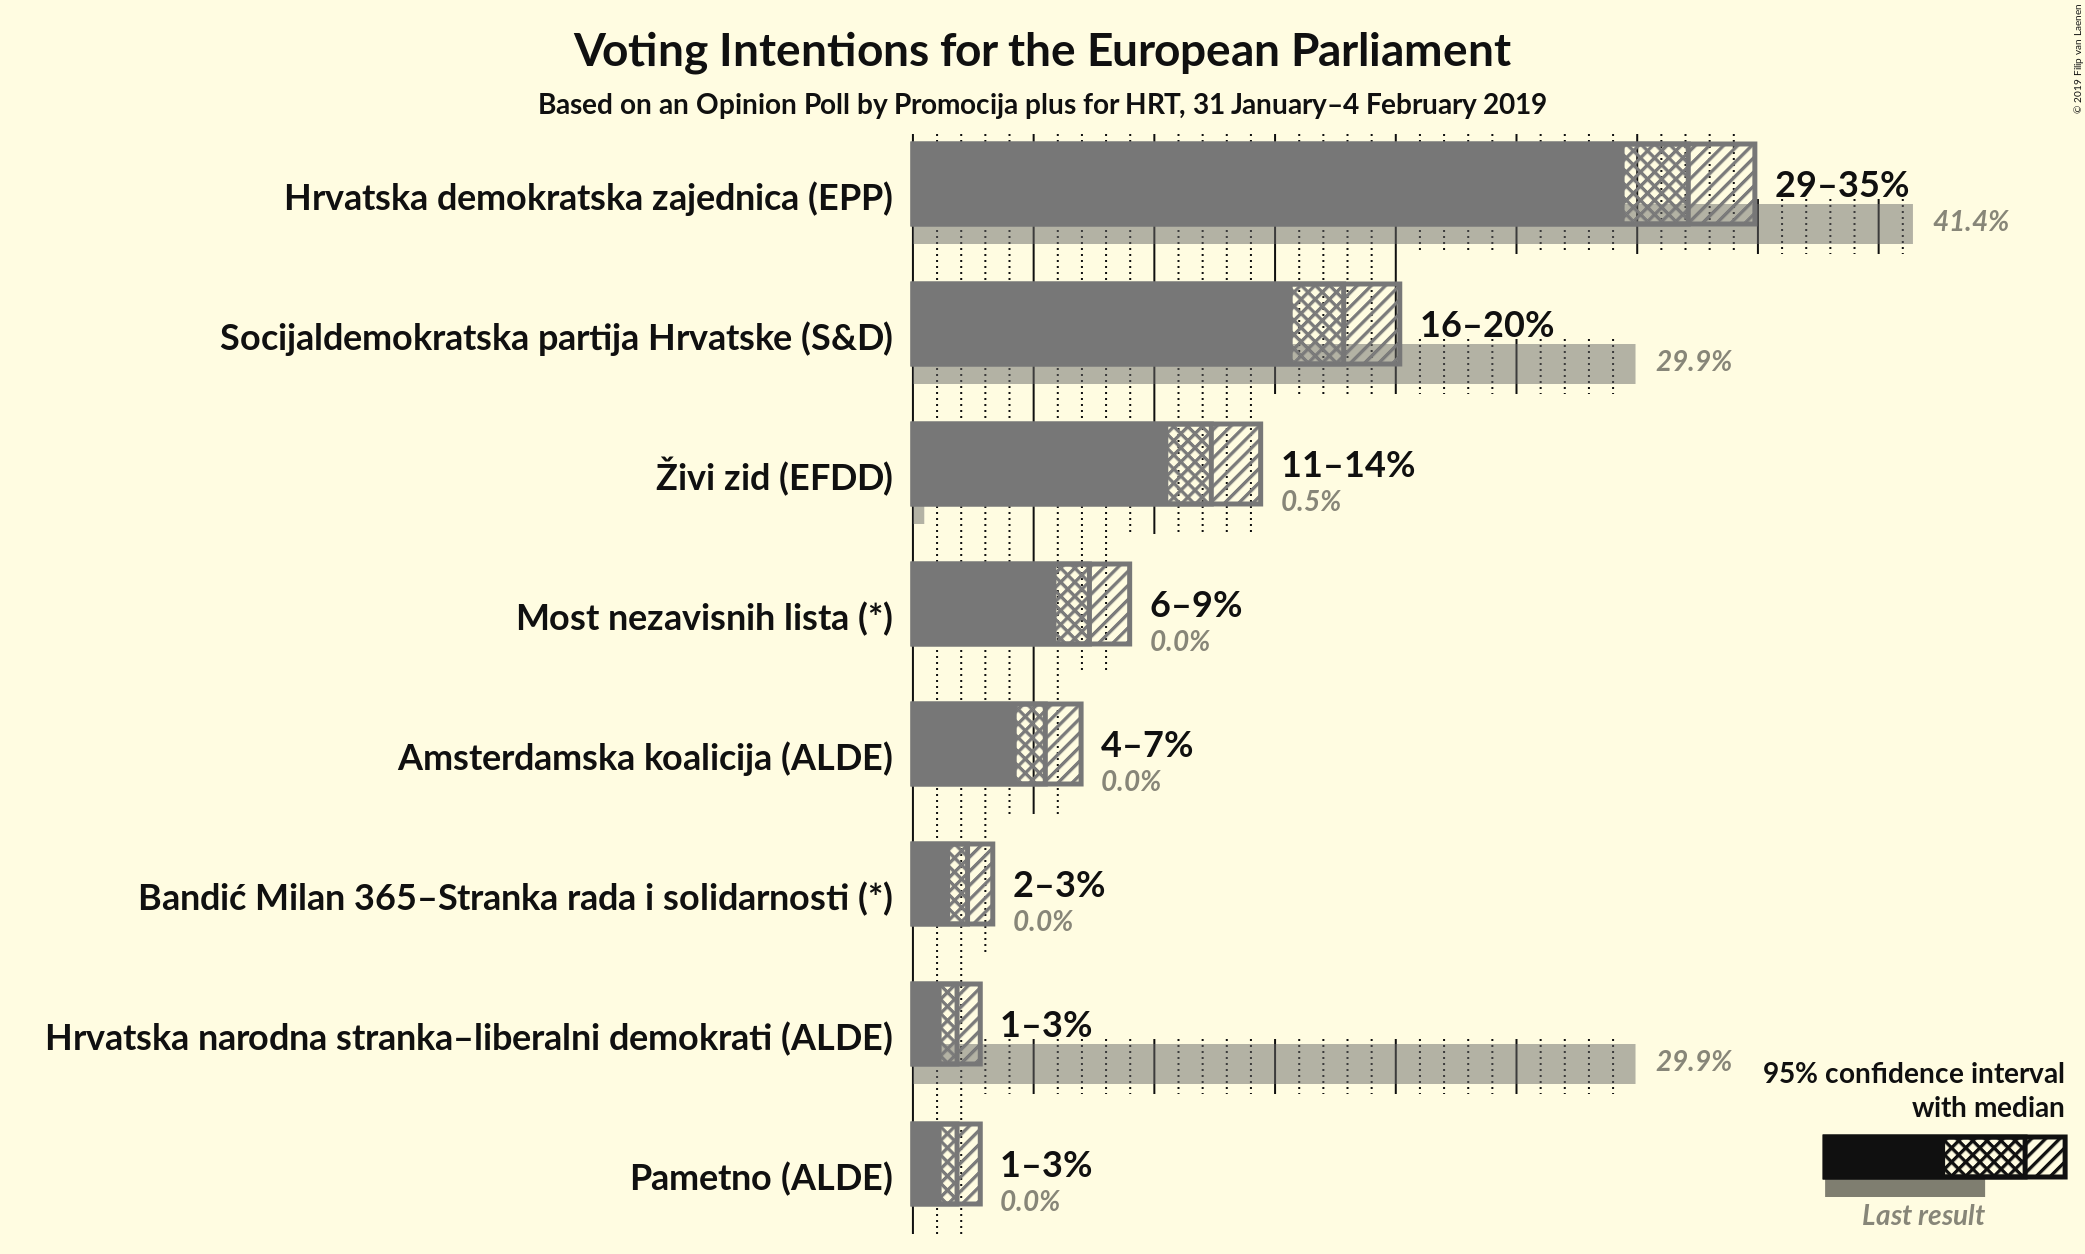 Voting Intentions for the European Parliament
Based on an Opinion Poll by Promocija plus for HRT, 31 January–4 February 2019
© 2019 Filip van Laenen
Hrvatska demokratska zajednica (EPP)
29–35%
41.4%
Socijaldemokratska partija Hrvatske (S&D)
16–20%
29.9%
Živi zid (EFDD)
11–14%
0.5%
Most nezavisnih lista (*)
6–9%
0.0%
Amsterdamska koalicija (ALDE)
4–7%
0.0%
Bandić Milan 365–Stranka rada i solidarnosti (*)
2–3%
0.0%
Hrvatska narodna stranka–liberalni demokrati (ALDE)
1–3%
29.9%
Pametno (ALDE)
1–3%
0.0%
95% confidence interval
with median
Last result